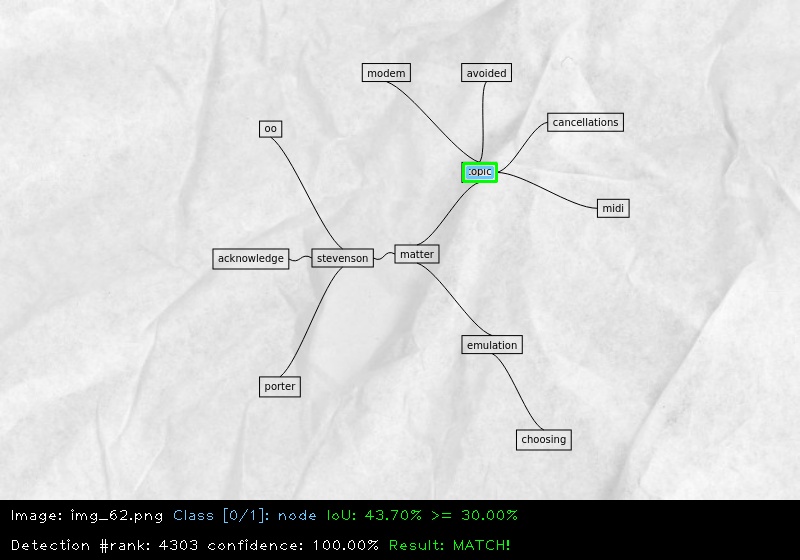 modem
avoided
cancellations
oo
topic
midi
acknowledge
stevenson
matter
emulation
porter
choosing
Image: img_62.png Class [0/1]: node IoU: 43.70% >= 30.00%
Detection #rank: 4303 confidence: 100.00% Result: MATCH!